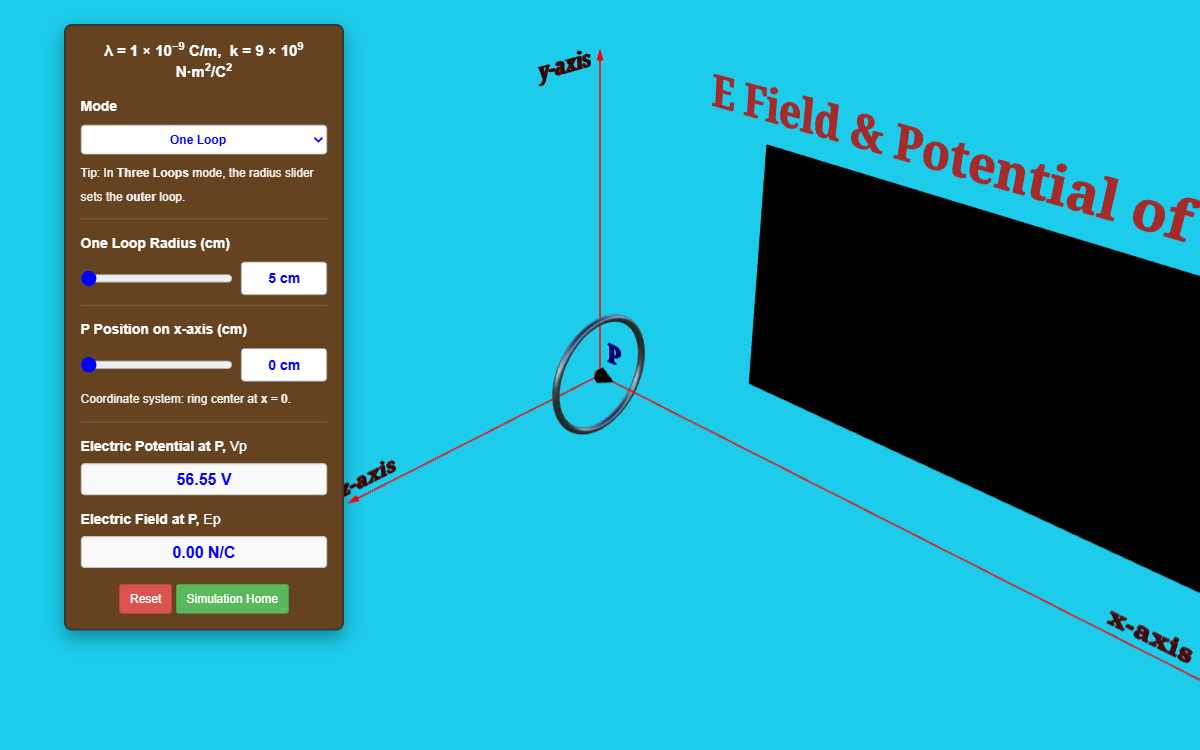 λ = 1 × 10⁻⁹ C/m, k = 9 × 10⁹
N·m²/C²
Mode
One Loop
Tip: In Three Loops mode, the radius slider
sets the outer loop.
One Loop Radius (cm)
5 cm
P Position on x-axis (cm)
0 cm
Coordinate system: ring center at x = 0.
Electric Potential at P, Vp
56.55 V
Electric Field at P, Ep
0.00 N/C
Reset Simulation Home
y-axis
E Field & Potential of
P
z-axis
x-axis